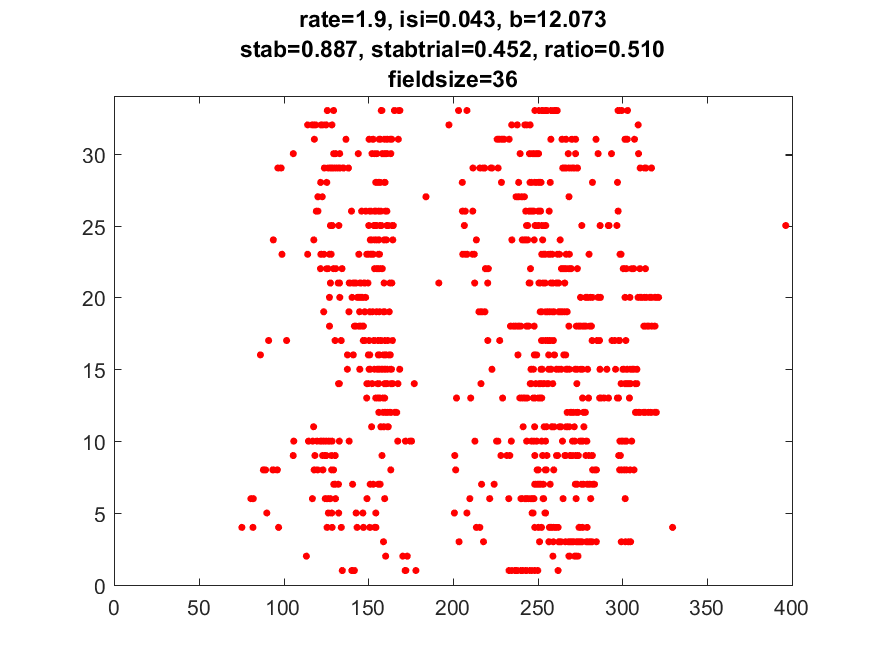 rate=1.9, isi=0.043, b=12.073
stab=0.887, stabtrial=0.452, ratio=0.510
fieldsize=36
30
25
20
15
10
5
0
0 50 100 150 200 250 300 350 400